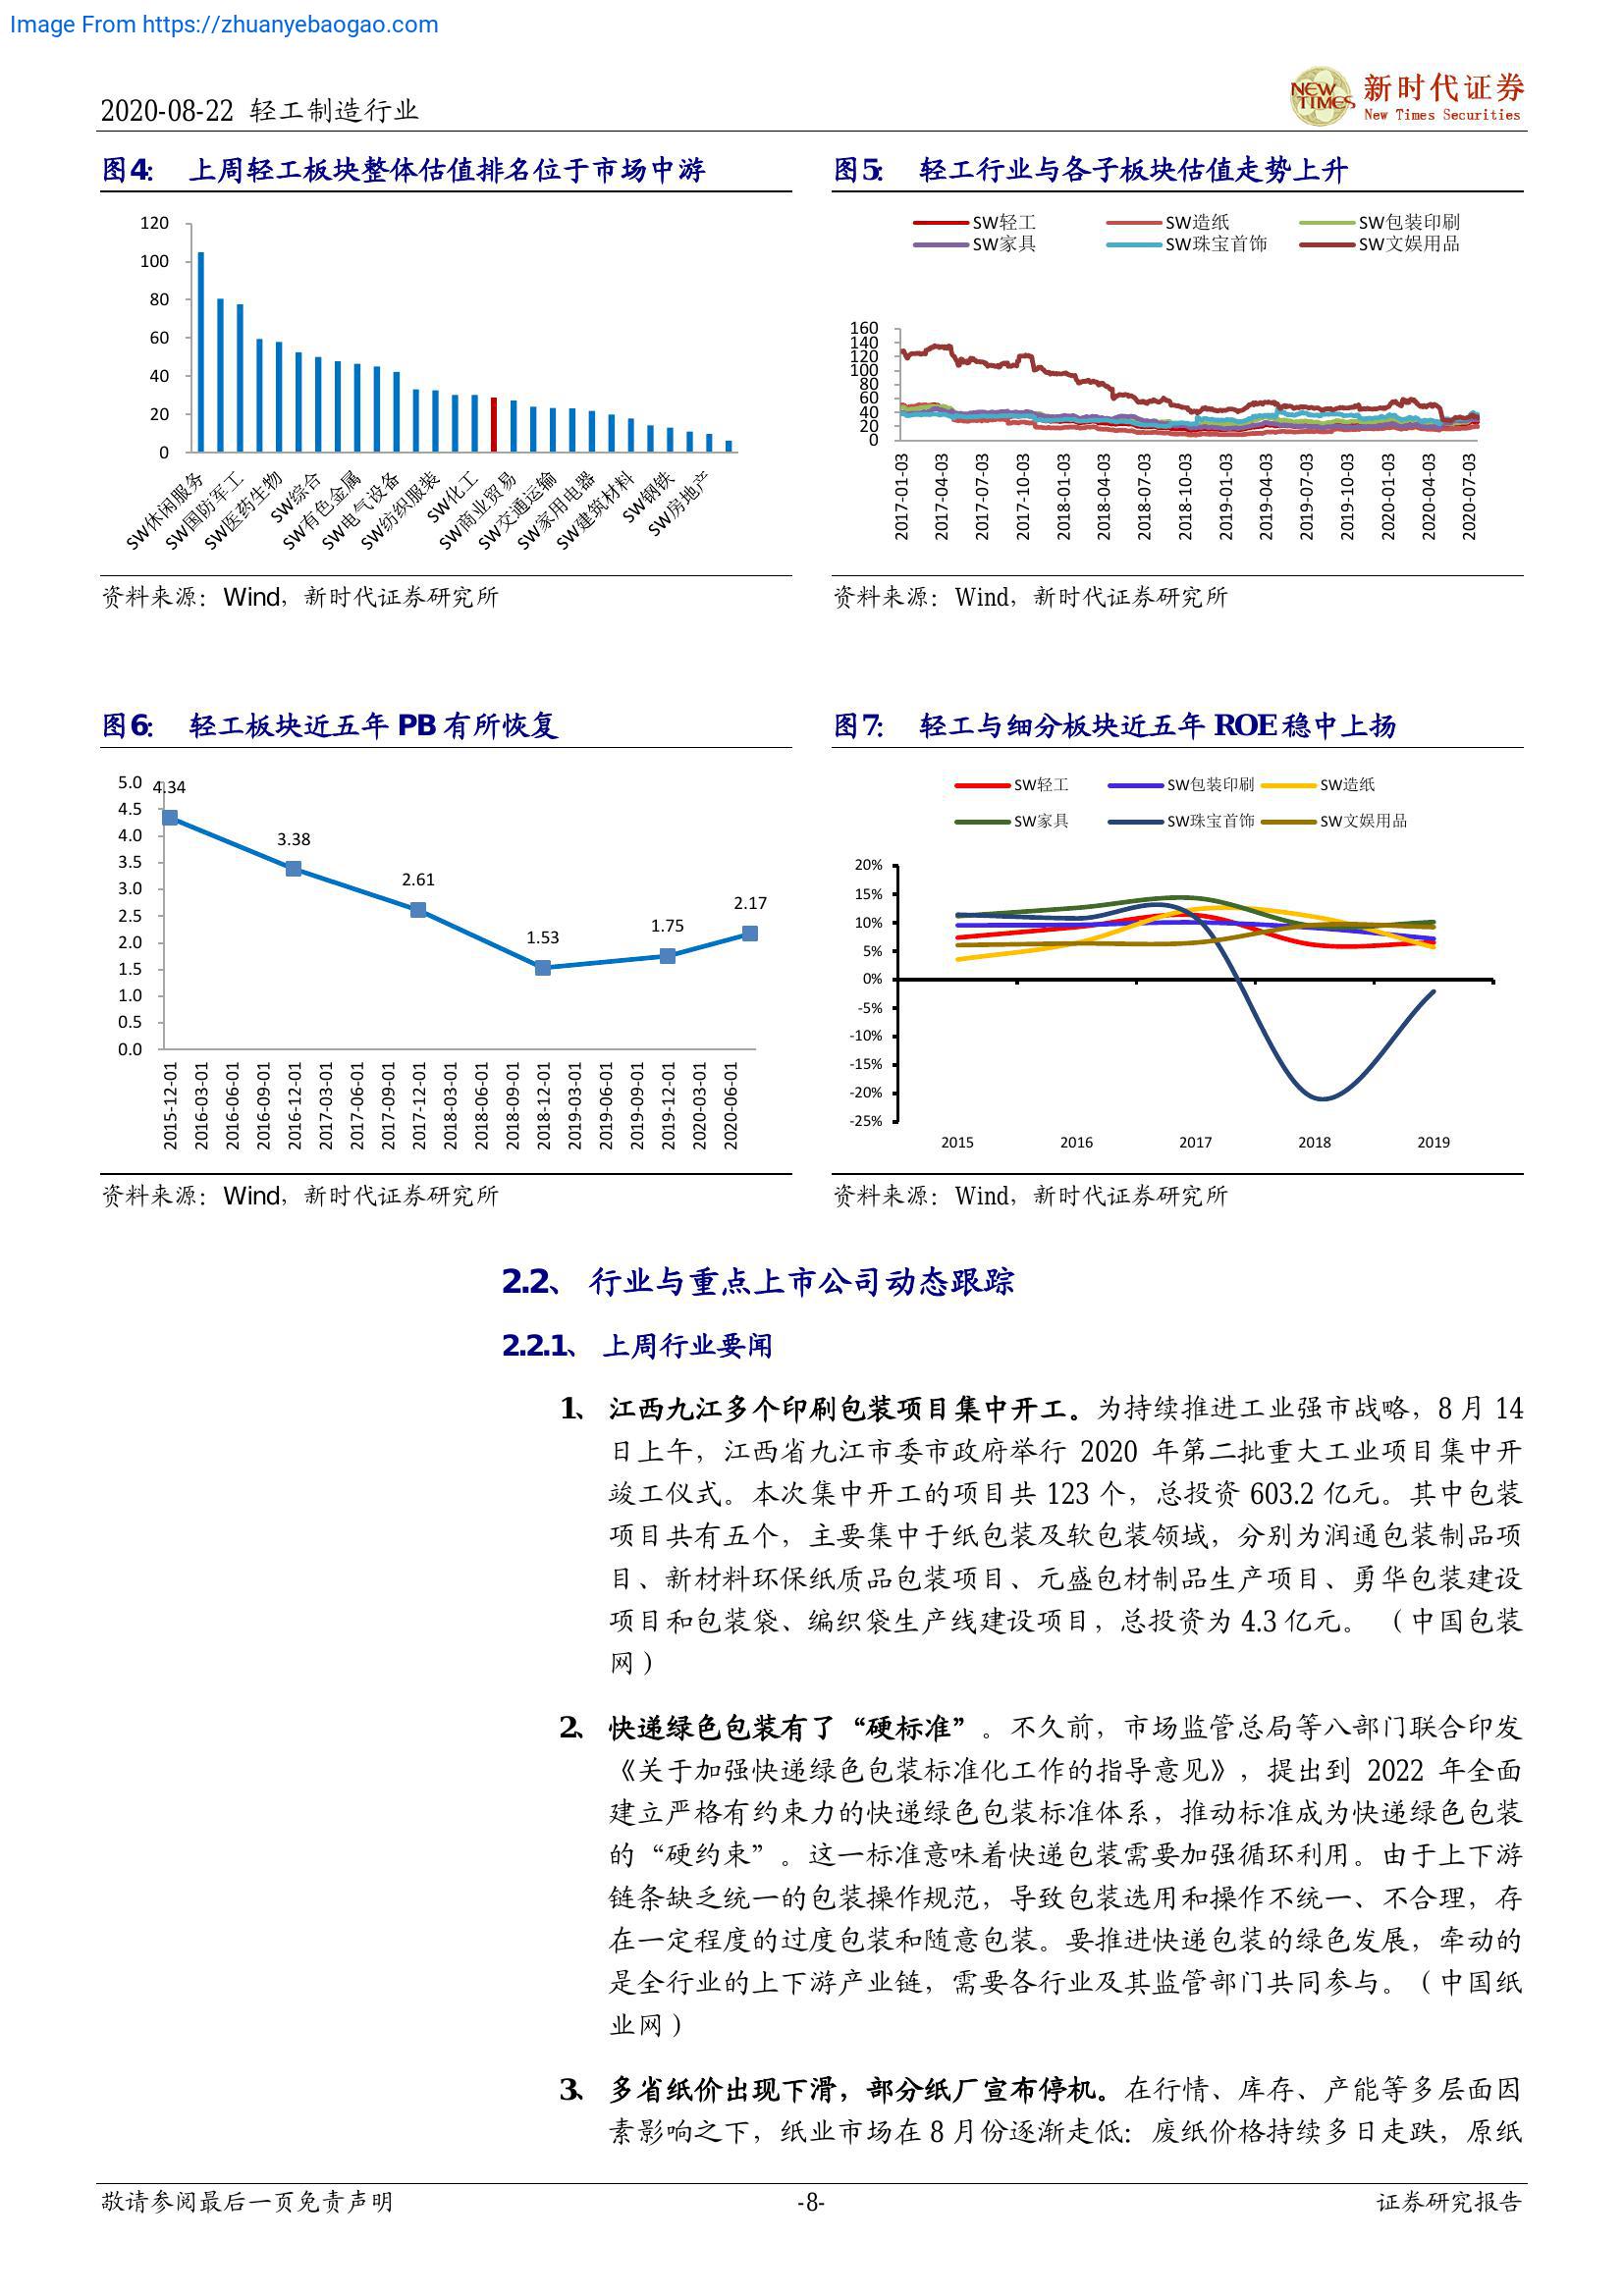 Image From https://zhuanyebaogao.com
2020-08-22 轻工制造行业
NEW TIMES
新时代证券
New Times Securities
图4： 上周轻工板块整体估值排名位于市场中游
120
100
80
60
40
20
0
SW休闲服务
SW国防军工
SW医药生物
SW综合
SW有色金属
SW电气设备
SW纺织服装
SW化工
SW商业贸易
SW交通运输
SW家用电器
SW建筑材料
SW钢铁
SW房地产
资料来源：Wind，新时代证券研究所
图5： 轻工行业与各子板块估值走势上升
SW轻工 SW造纸 SW包装印刷
SW家具 SW珠宝首饰 SW文娱用品
160
140
120
100
80
60
40
20
0
2017-01-03
2017-04-03
2017-07-03
2017-10-03
2018-01-03
2018-04-03
2018-07-03
2018-10-03
2019-01-03
2019-04-03
2019-07-03
2019-10-03
2020-01-03
2020-04-03
2020-07-03
资料来源：Wind，新时代证券研究所
图6： 轻工板块近五年 PB 有所恢复
5.0
4.5
4.0
3.5
3.0
2.5
2.0
1.5
1.0
0.5
0.0
4.34
3.38
2.61
1.53
1.75
2.17
2015-12-01
2016-03-01
2016-06-01
2016-09-01
2016-12-01
2017-03-01
2017-06-01
2017-09-01
2017-12-01
2018-03-01
2018-06-01
2018-09-01
2018-12-01
2019-03-01
2019-06-01
2019-09-01
2019-12-01
2020-03-01
2020-06-01
资料来源：Wind，新时代证券研究所
图7： 轻工与细分板块近五年 ROE 稳中上扬
SW轻工 SW包装印刷 SW造纸
SW家具 SW珠宝首饰 SW文娱用品
20%
15%
10%
5%
0%
-5%
-10%
-15%
-20%
-25%
2015 2016 2017 2018 2019
资料来源：Wind，新时代证券研究所
2.2、 行业与重点上市公司动态跟踪
2.2.1、 上周行业要闻
1、 江西九江多个印刷包装项目集中开工。为持续推进工业强市战略，8 月 14
日上午，江西省九江市委市政府举行 2020 年第二批重大工业项目集中开
竣工仪式。本次集中开工的项目共 123 个，总投资 603.2 亿元。其中包装
项目共有五个，主要集中于纸包装及软包装领域，分别为润通包装制品项
目、新材料环保纸质品包装项目、元盛包材制品生产项目、勇华包装建设
项目和包装袋、编织袋生产线建设项目，总投资为 4.3 亿元。（中国包装
网）
2、 快递绿色包装有了“硬标准”。不久前，市场监管总局等八部门联合印发
《关于加强快递绿色包装标准化工作的指导意见》，提出到 2022 年全面
建立严格有约束力的快递绿色包装标准体系，推动标准成为快递绿色包装
的“硬约束”。这一标准意味着快递包装需要加强循环利用。由于上下游
链条缺乏统一的包装操作规范，导致包装选用和操作不统一、不合理，存
在一定程度的过度包装和随意包装。要推进快递包装的绿色发展，牵动的
是全行业的上下游产业链，需要各行业及其监管部门共同参与。（中国纸
业网）
3、 多省纸价出现下滑，部分纸厂宣布停机。在行情、库存、产能等多层面因
素影响之下，纸业市场在 8 月份逐渐走低：废纸价格持续多日走跌，原纸
敬请参阅最后一页免责声明 -8- 证券研究报告